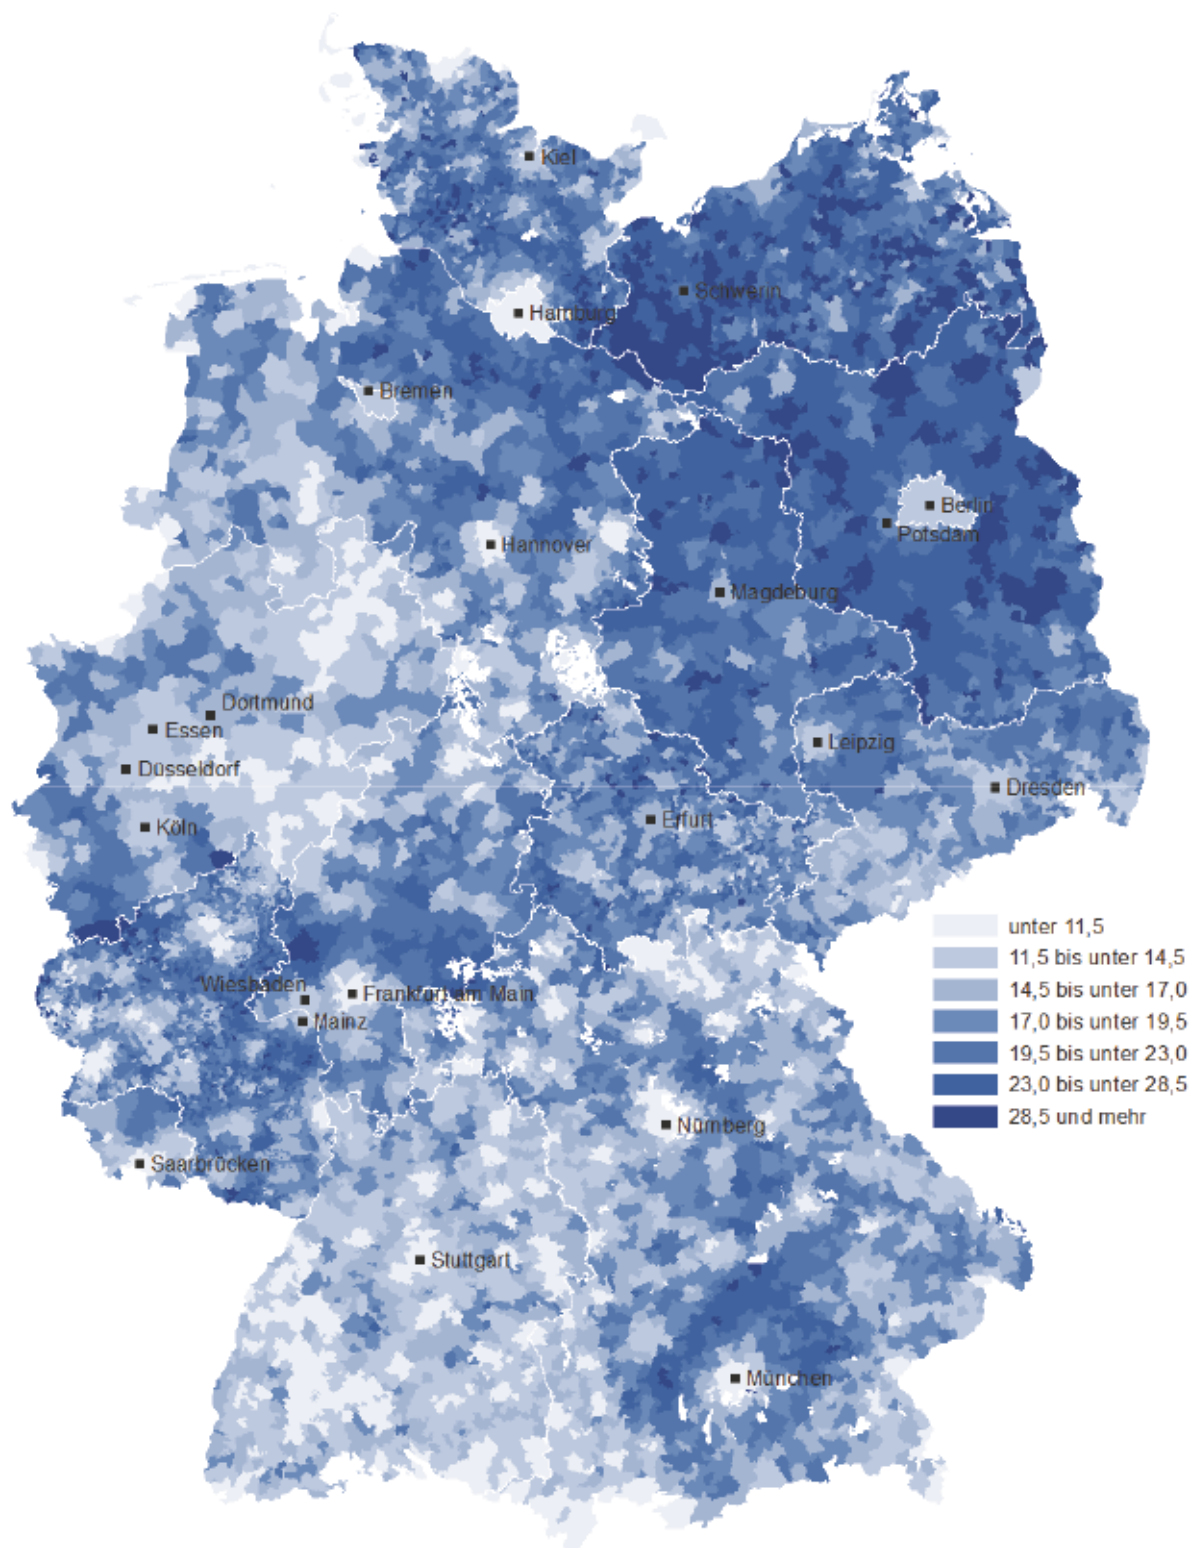 Kiel
Schwerin
Hamburg
Bremen
Berlin
Potsdam
Hannover
Magdeburg
Dortmund
Essen
Leipzig
Düsseldorf
Dresden
Köln
Erfurt
unter 11,5
11,5 bis unter 14,5
14,5 bis unter 17,0
17,0 bis unter 19,5
19,5 bis unter 23,0
23,0 bis unter 28,5
28,5 und mehr
Wiesbaden
Frankfurt am Main
Mainz
Nürnberg
Saarbrücken
Stuttgart
München